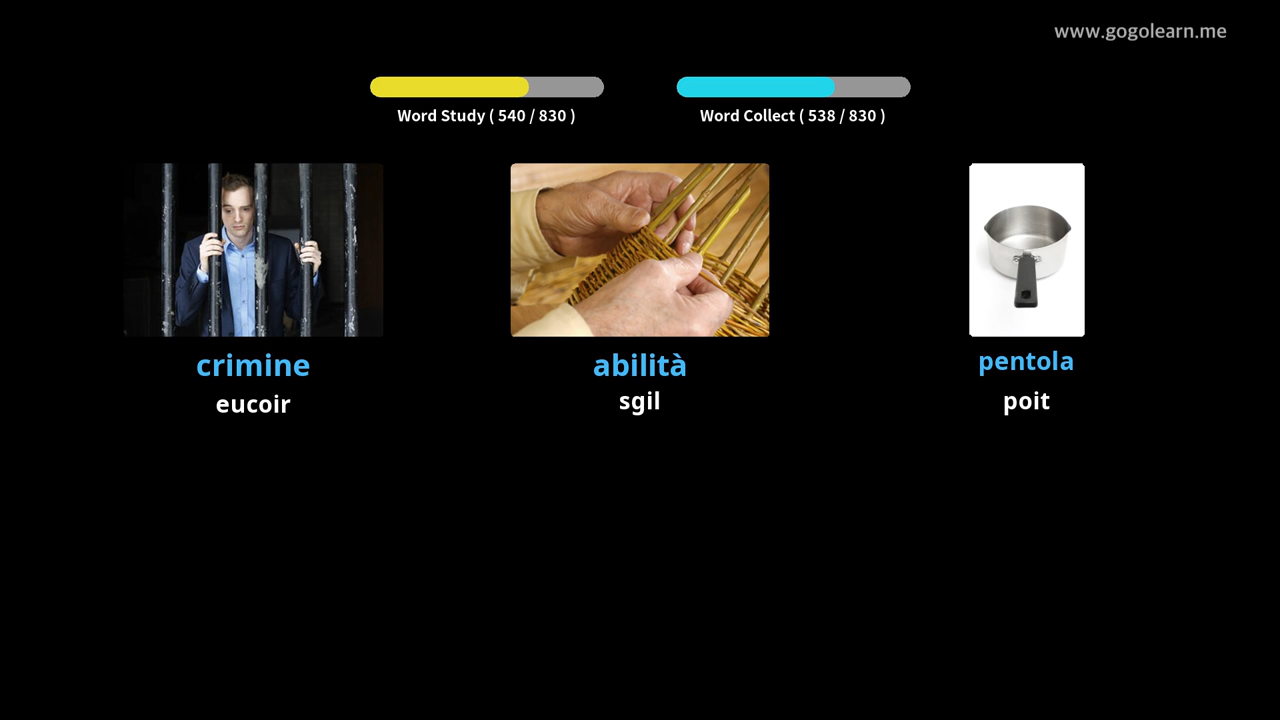 www.gogolearn.me
Word Study ( 540 / 830 )
Word Collect ( 538 / 830 )
crimine
eucoir
abilità
sgil
pentola
poit